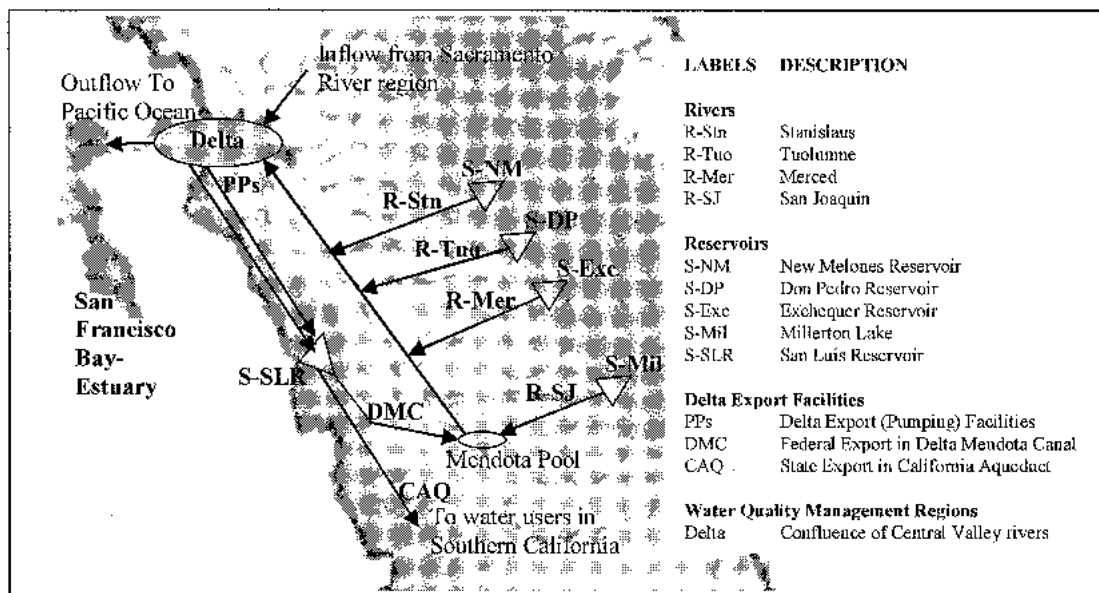 Inflow from Sacramento
River region
Outflow To
Pacific Ocean
Delta
PPs
S-NM
R-Stn
S-DP
R-Tuo
S-Exc
R-Mer
San
Francisco
Bay-
Estuary
S-SLR
S-Mil
R-SJ
DMC
Mendota Pool
CAQ
To water users in
Southern California
LABELS DESCRIPTION
Rivers
R-Stn Stanislaus
R-Tuo Tuolumne
R-Mer Merced
R-SJ San Joaquin
Reservoirs
S-NM New Melones Reservoir
S-DP Don Pedro Reservoir
S-Exc Exchequer Reservoir
S-Mil Millerton Lake
S-SLR San Luis Reservoir
Delta Export Facilities
PPs Delta Export (Pumping) Facilities
DMC Federal Export in Delta Mendota Canal
CAQ State Export in California Aqueduct
Water Quality Management Regions
Delta Confluence of Central Valley rivers